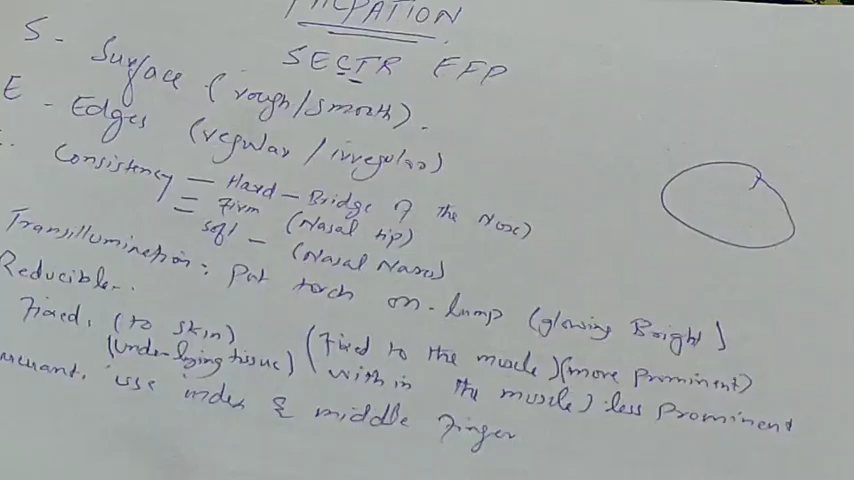 PALPATION
SECTR FFP
S - Surface (rough/smooth).
E - Edges (regular/irregular)
Consistency — Hard - Bridge of the Nose)
Firm (Nasal tip)
soft - (Nasal Nares)
Transillumination: Put torch on lump (glowing Bright)
Reducible..
Fixed. (to skin)
(Underlying tissue) (Fixed to the muscle) (more prominent)
(within the muscle) less Prominent
use index & middle Finger